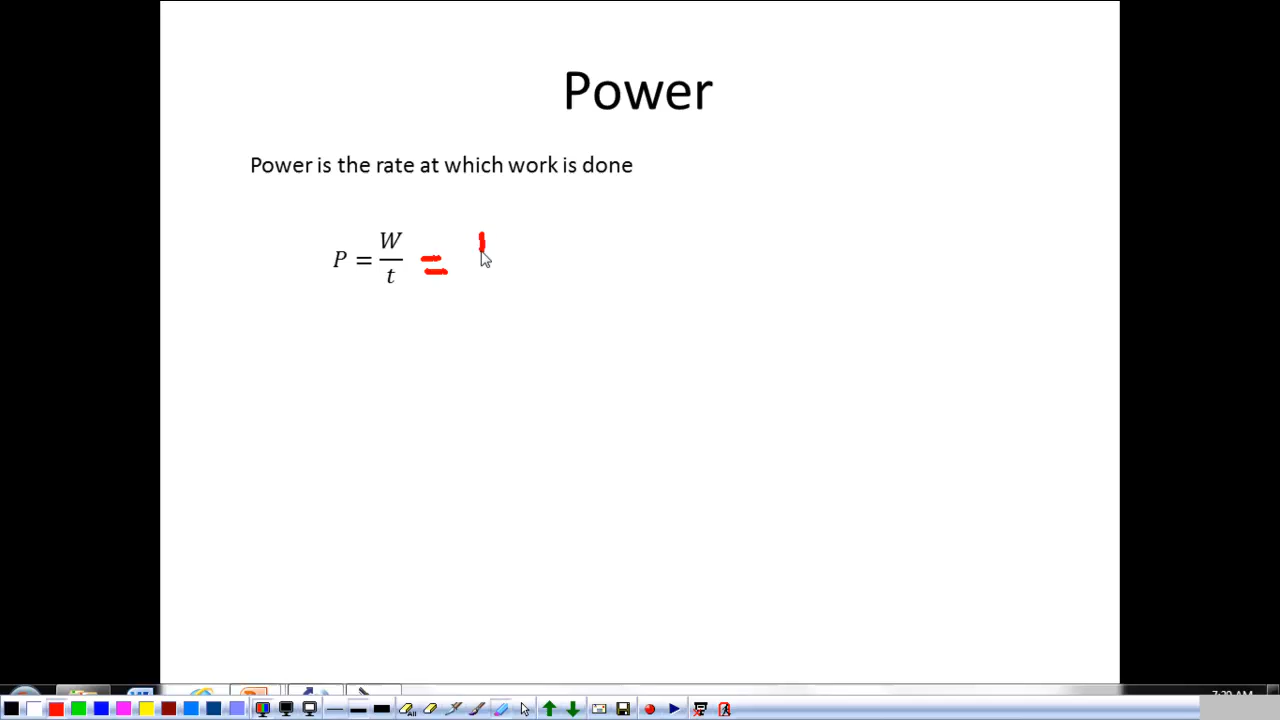 Power
Power is the rate at which work is done
P = W/t =